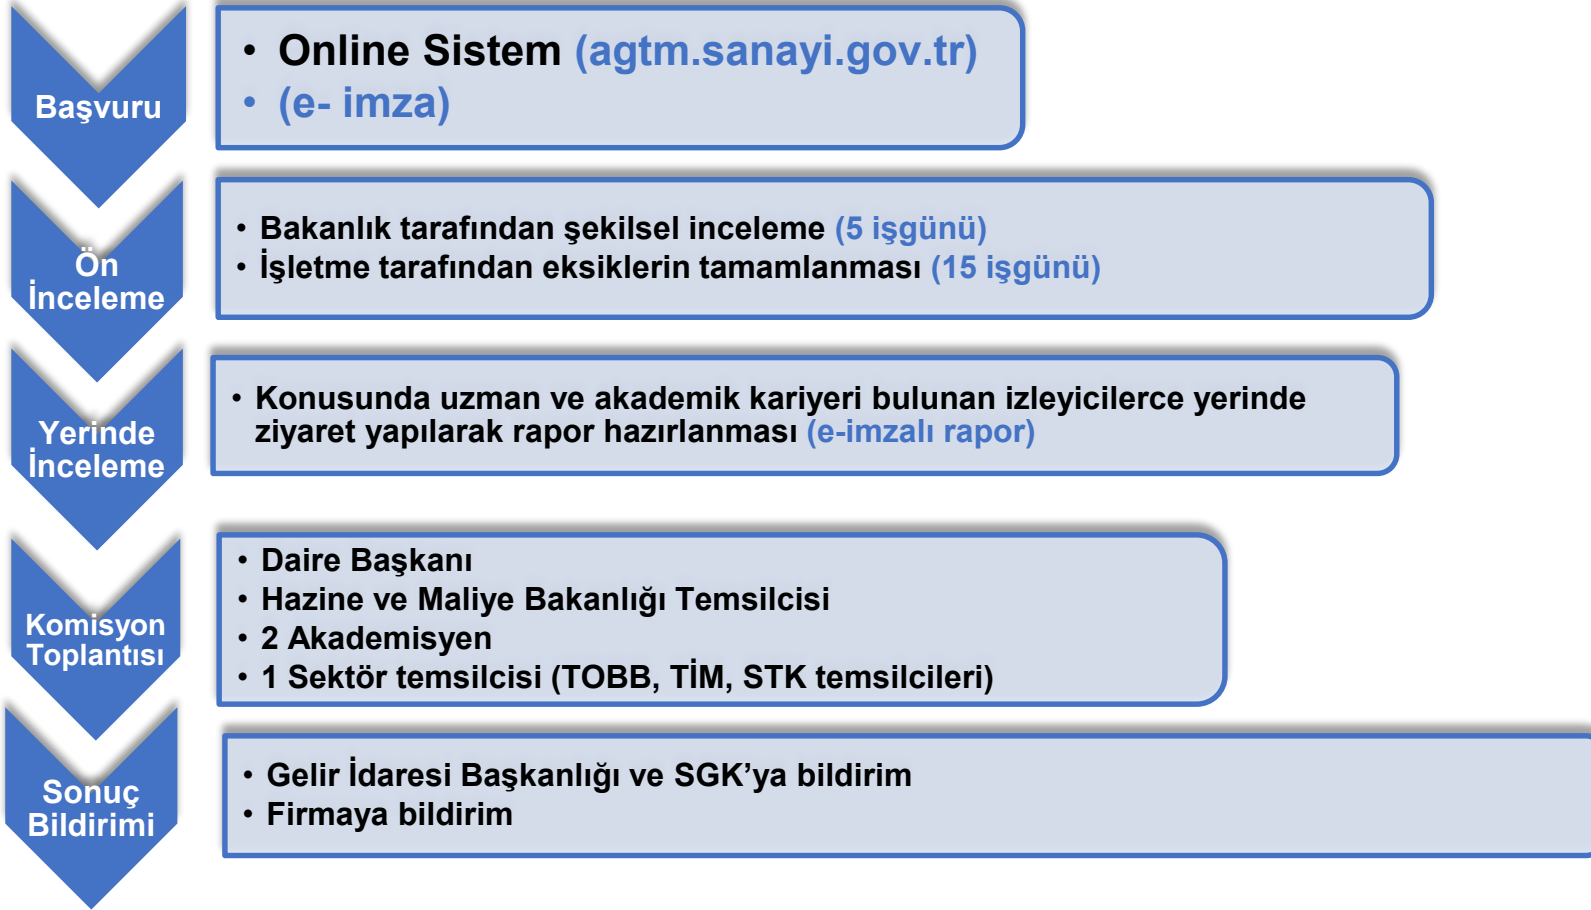 Başvuru
• Online Sistem (agtm.sanayi.gov.tr)
• (e- imza)
Ön
İnceleme
• Bakanlık tarafından şekilsel inceleme (5 işgünü)
• İşletme tarafından eksiklerin tamamlanması (15 işgünü)
Yerinde
İnceleme
• Konusunda uzman ve akademik kariyeri bulunan izleyicilerce yerinde
ziyaret yapılarak rapor hazırlanması (e-imzalı rapor)
Komisyon
Toplantısı
• Daire Başkanı
• Hazine ve Maliye Bakanlığı Temsilcisi
• 2 Akademisyen
• 1 Sektör temsilcisi (TOBB, TİM, STK temsilcileri)
Sonuç
Bildirimi
• Gelir İdaresi Başkanlığı ve SGK’ya bildirim
• Firmaya bildirim